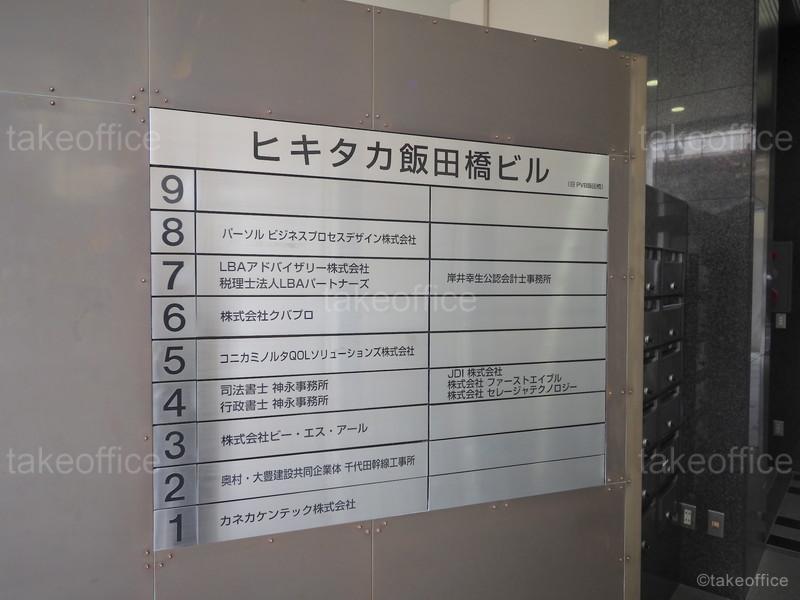 takeoffice takeoffice
ヒキタカ飯田橋ビル
(旧 PVB飯田橋)
9
8 パーソル ビジネスプロセスデザイン株式会社
7 LBAアドバイザリー株式会社
税理士法人LBAパートナーズ
岸井幸生公認会計士事務所
takeoffice
6 株式会社クバプロ
5 コニカミノルタQOLソリューションズ株式会社
4 司法書士 神永事務所
行政書士 神永事務所
JDI 株式会社
株式会社 ファーストエイブル
株式会社 セレージャテクノロジー
3 株式会社ビー・エス・アール
takeoffice takeoffice
2 奥村・大豊建設共同企業体 千代田幹線工事所
1 カネカケンテック株式会社
©takeoffice